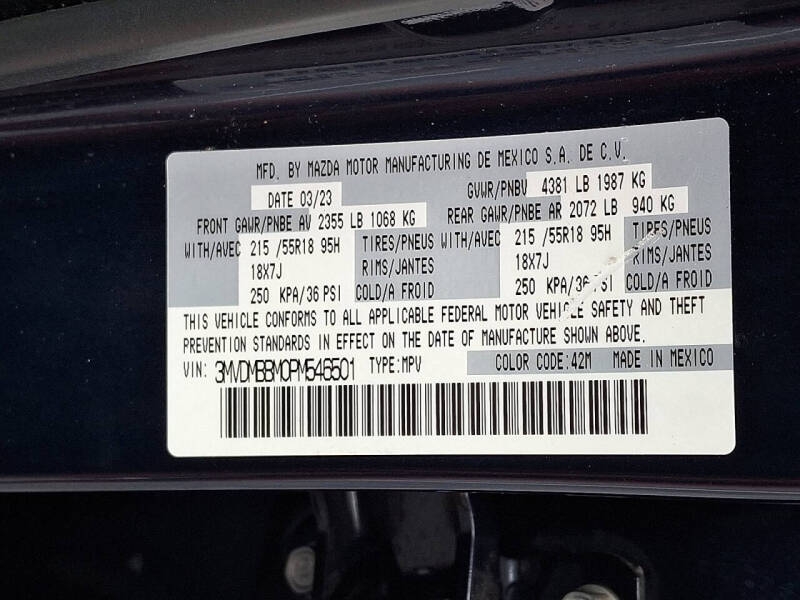 MFD. BY MAZDA MOTOR MANUFACTURING DE MEXICO S.A. DE C.V.
DATE 03/23 GVWR/PNBV 4381 LB 1987 KG
FRONT GAWR/PNBE AV 2355 LB 1068 KG REAR GAWR/PNBE AR 2072 LB 940 KG
WITH/AVEC 215 /55R18 95H TIRES/PNEUS WITH/AVEC 215 /55R18 95H TIRES/PNEUS
18X7J RIMS/JANTES 18X7J RIMS/JANTES
250 KPA/36 PSI COLD/A FROID 250 KPA/36 PSI COLD/A FROID
THIS VEHICLE CONFORMS TO ALL APPLICABLE FEDERAL MOTOR VEHICLE SAFETY AND THEFT
PREVENTION STANDARDS IN EFFECT ON THE DATE OF MANUFACTURE SHOWN ABOVE.
VIN: 3MVDMBBM0PM546501 TYPE:MPV COLOR CODE:42M MADE IN MEXICO